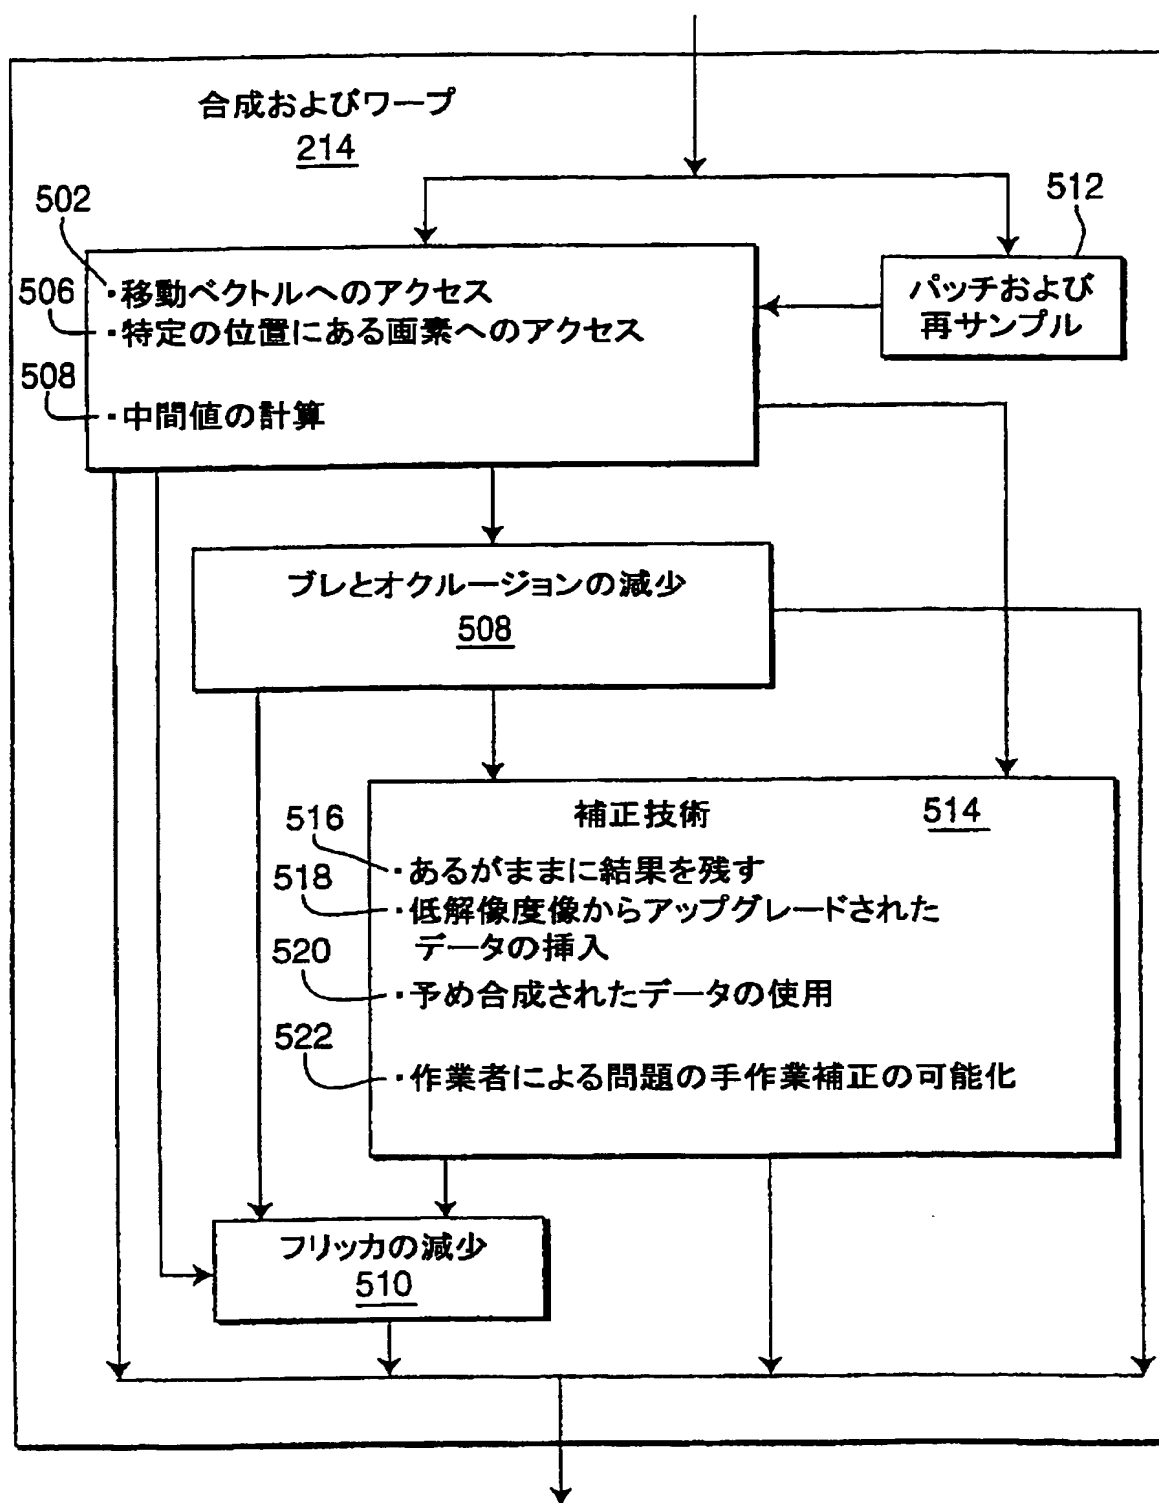 合成およびワープ
214
502
・移動ベクトルへのアクセス
506
・特定の位置にある画素へのアクセス
508
・中間値の計算
512
パッチおよび
再サンプル
ブレとオクルージョンの減少
508
補正技術
514
516
・あるがままに結果を残す
518
・低解像度像からアップグレードされた
データの挿入
520
・予め合成されたデータの使用
522
・作業者による問題の手作業補正の可能化
フリッカの減少
510